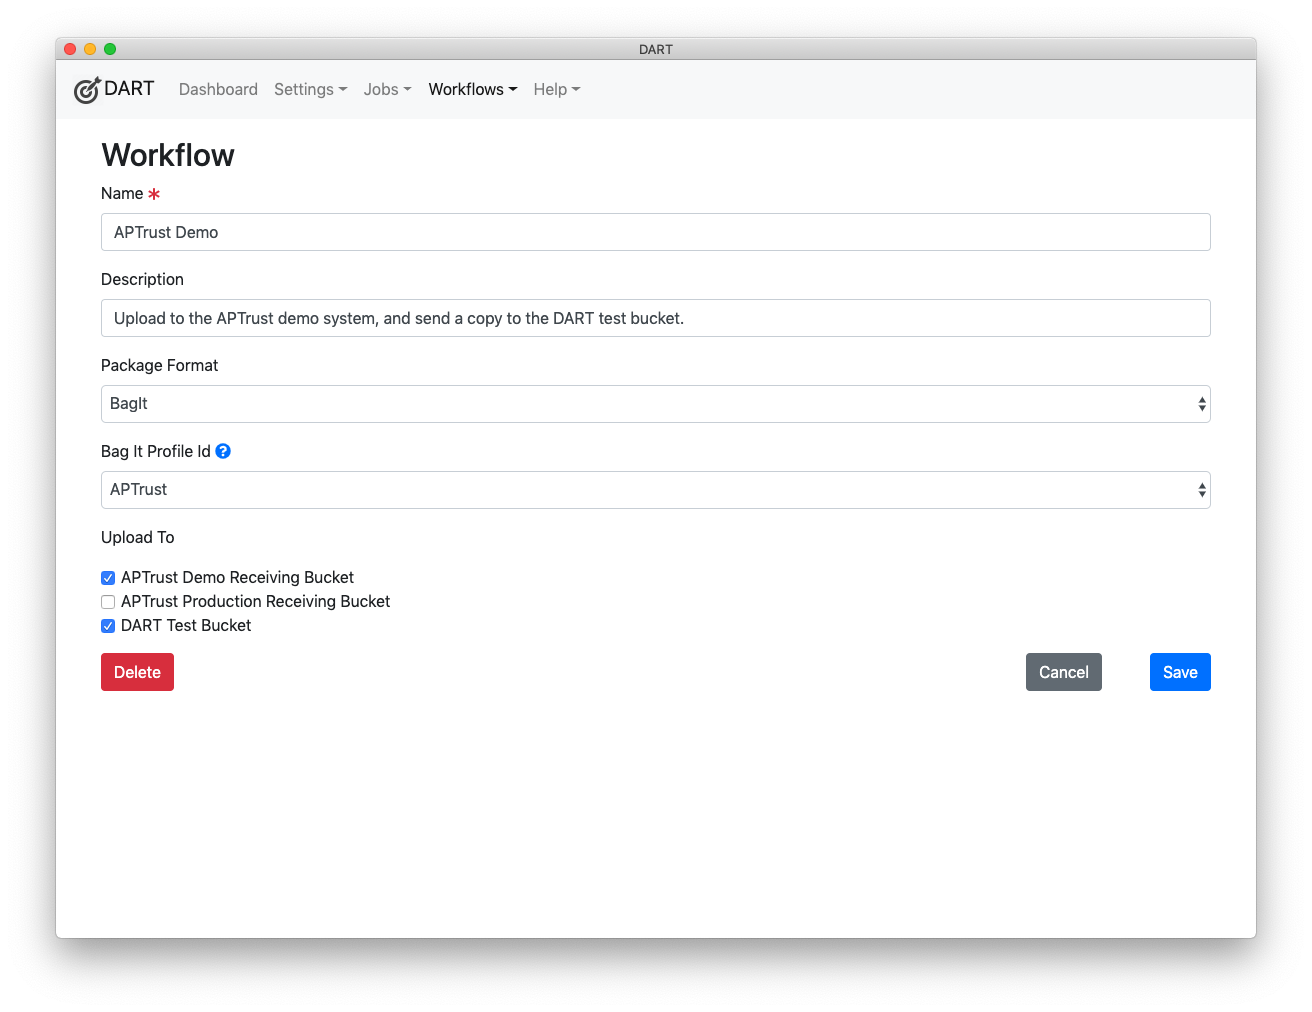 DART
DART Dashboard Settings Jobs Workflows Help
Workflow
Name *
APTrust Demo
Description
Upload to the APTrust demo system, and send a copy to the DART test bucket.
Package Format
BagIt
Bag It Profile Id ?
APTrust
Upload To
APTrust Demo Receiving Bucket
APTrust Production Receiving Bucket
DART Test Bucket
Delete Cancel Save